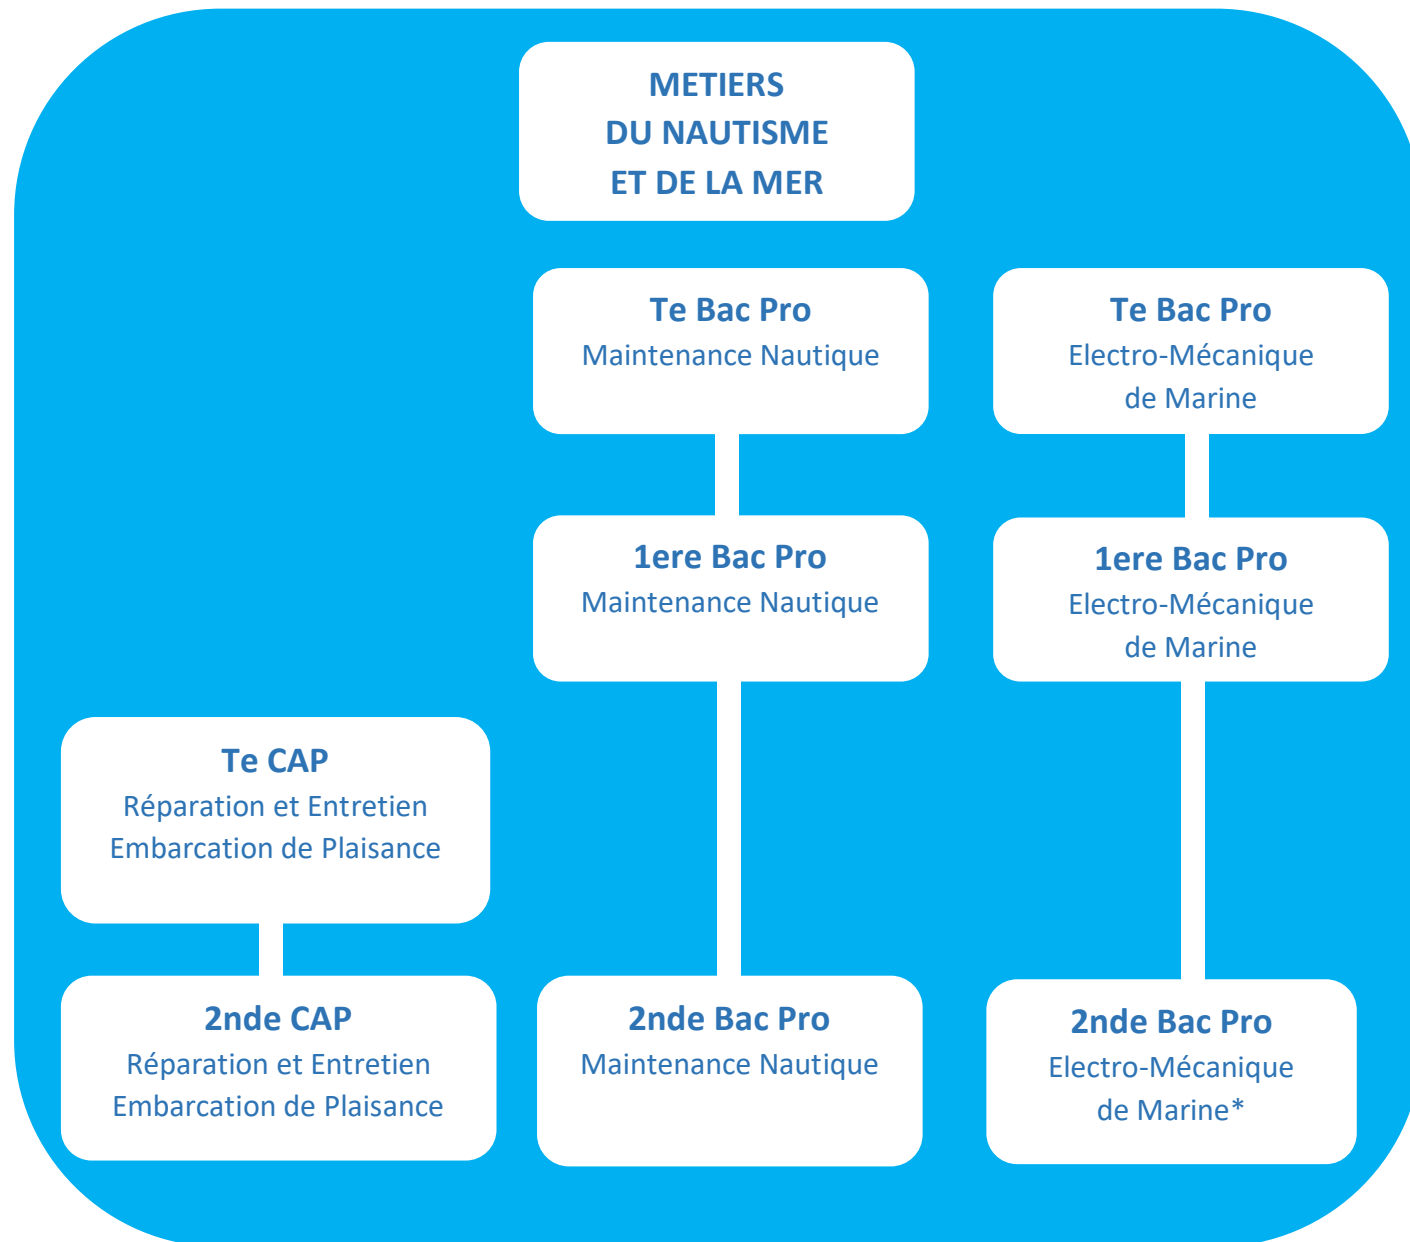 METIERS
DU NAUTISME
ET DE LA MER
Te Bac Pro
Maintenance Nautique
Te Bac Pro
Electro-Mécanique
de Marine
1ere Bac Pro
Maintenance Nautique
1ere Bac Pro
Electro-Mécanique
de Marine
Te CAP
Réparation et Entretien
Embarcation de Plaisance
2nde CAP
Réparation et Entretien
Embarcation de Plaisance
2nde Bac Pro
Maintenance Nautique
2nde Bac Pro
Electro-Mécanique
de Marine*